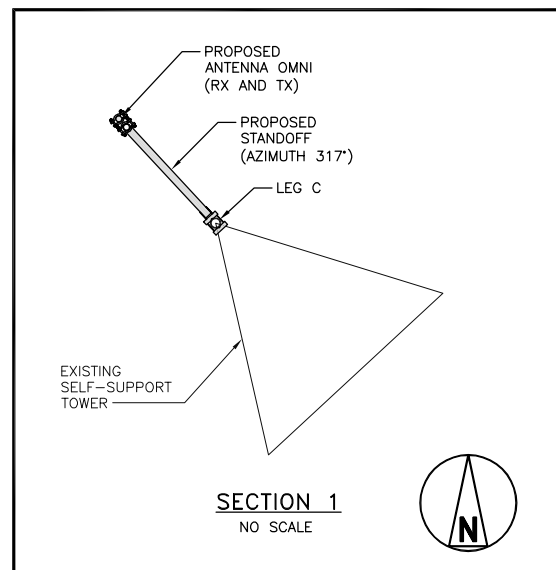 PROPOSED
ANTENNA OMNI
(RX AND TX)
PROPOSED
STANDOFF
(AZIMUTH 317°)
LEG C
EXISTING
SELF-SUPPORT
TOWER
SECTION 1
NO SCALE
N